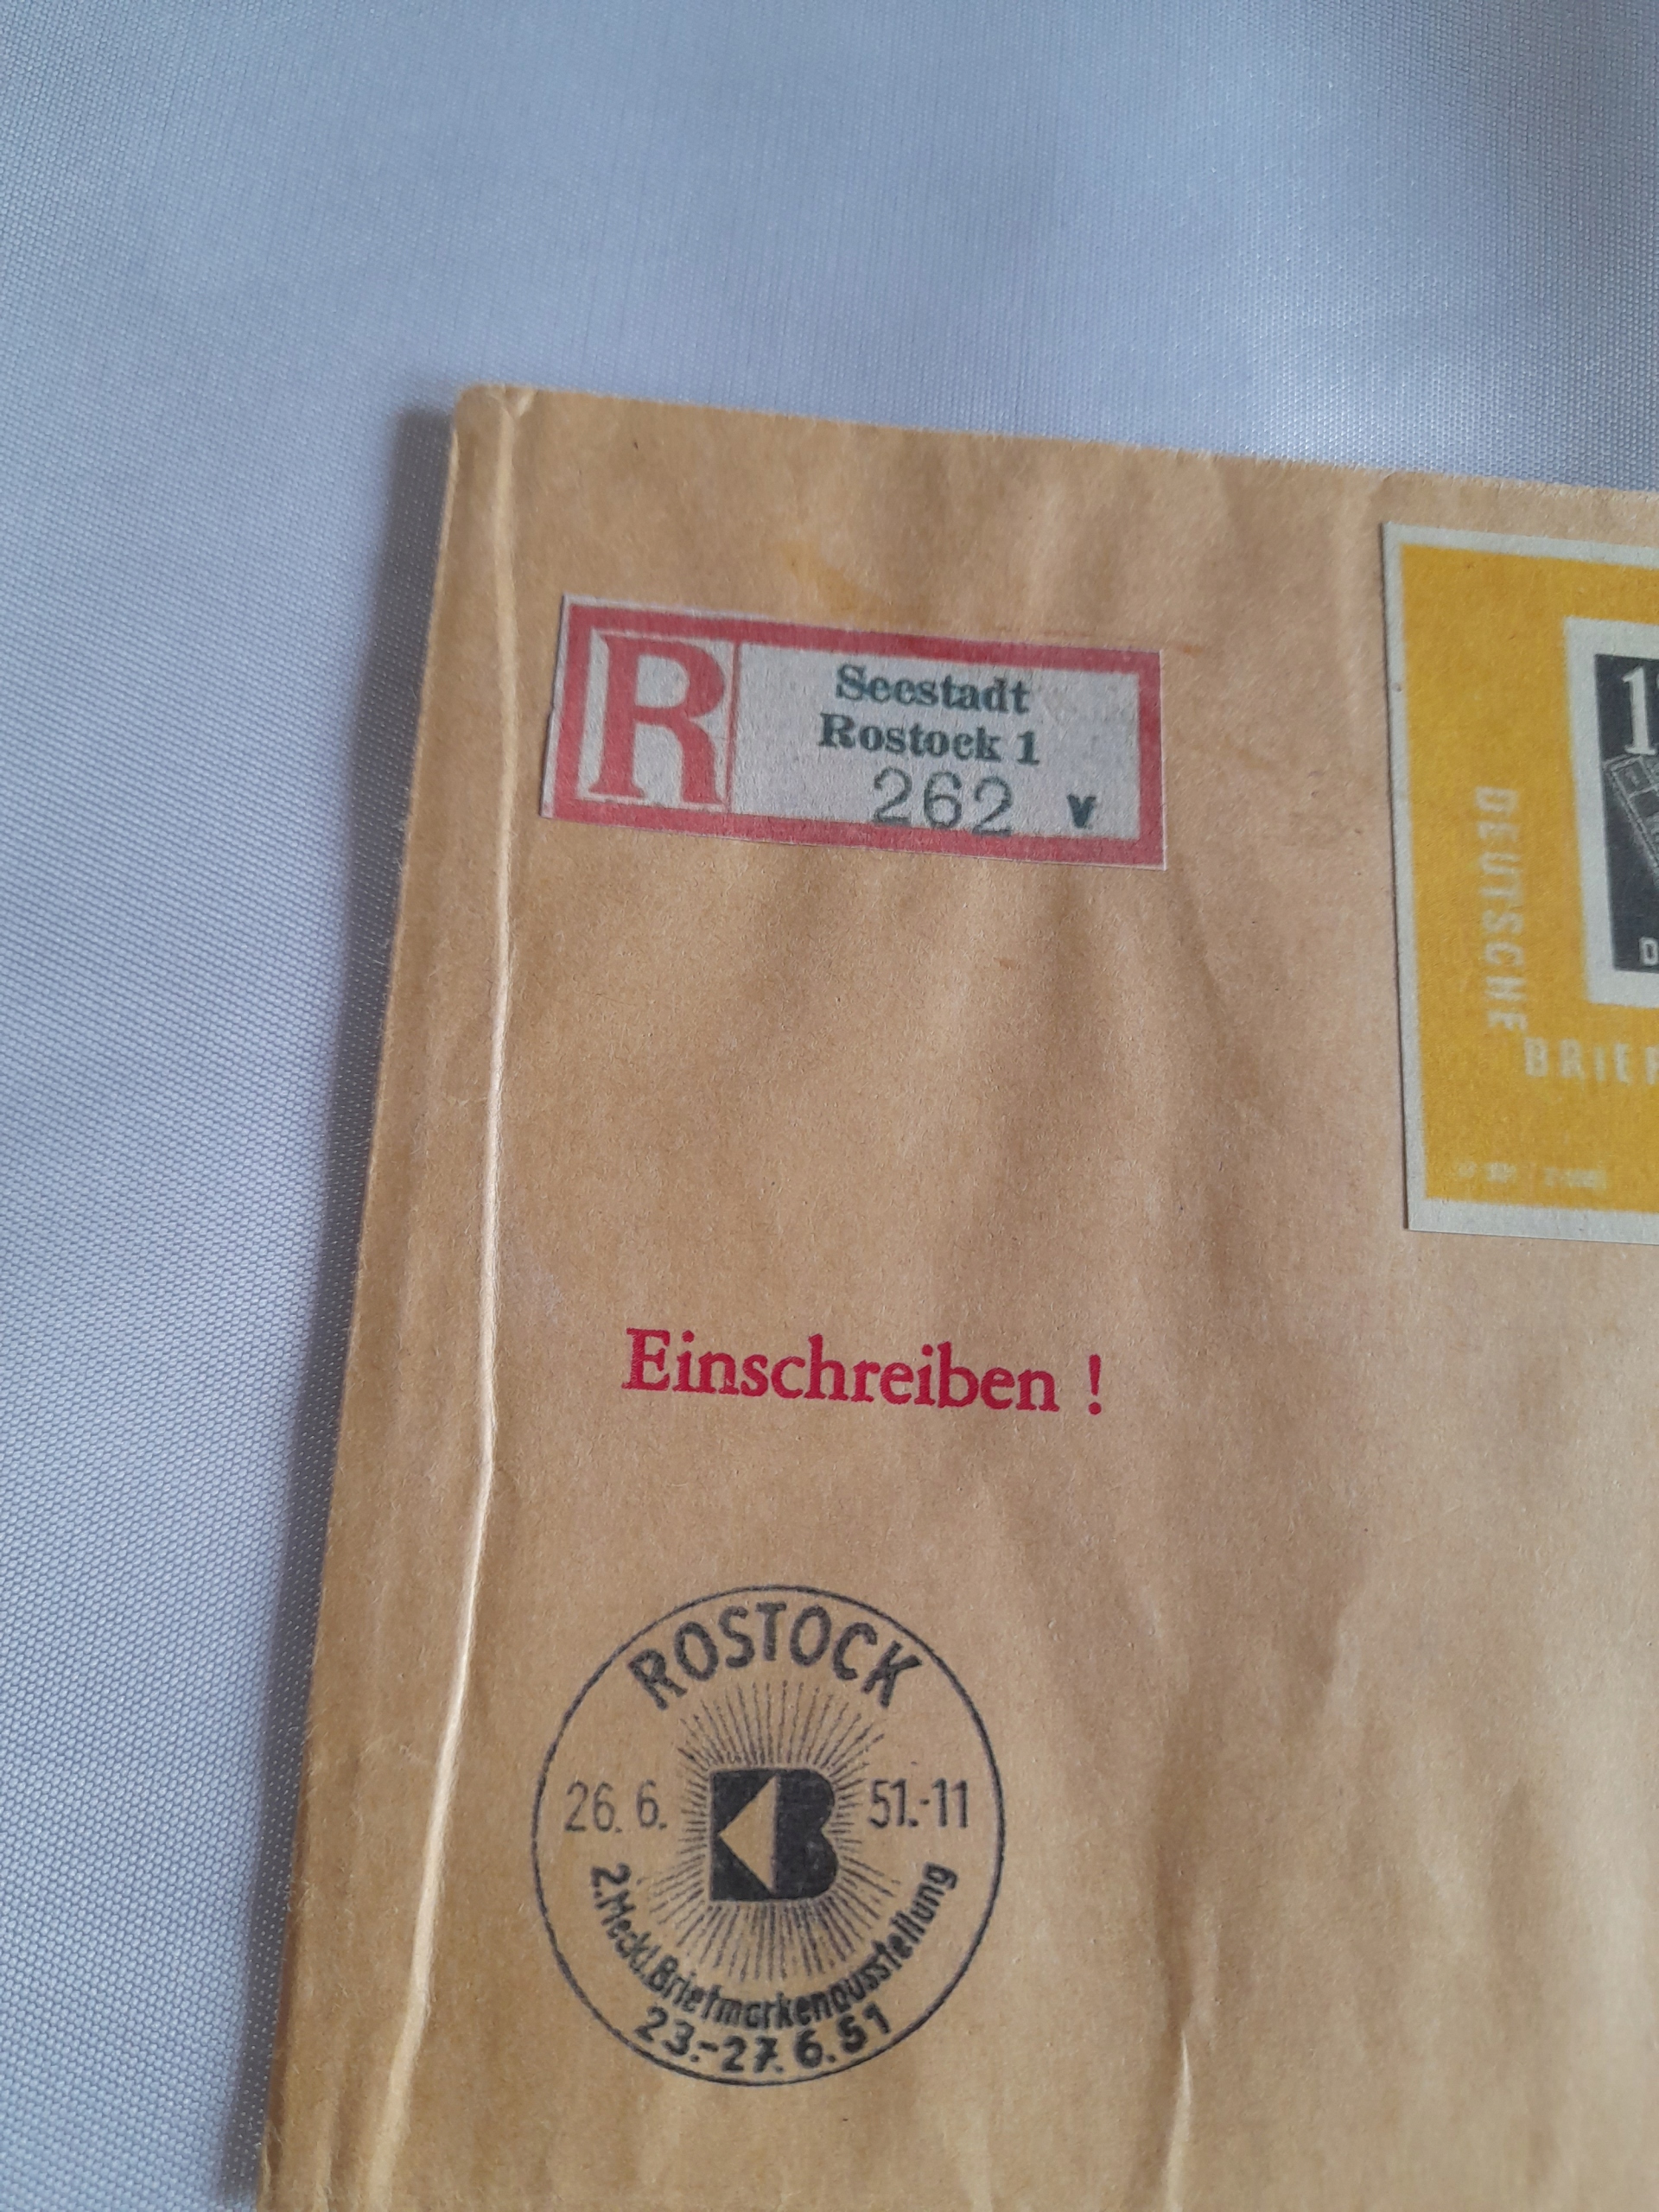 R
Seestadt
Rostock 1
262 v
DEUTSCHE
BRIEF
Einschreiben !
ROSTOCK
26. 6. 51.-11
B
2. Meckl. Briefmarkenausstellung
23.-27. 6. 51